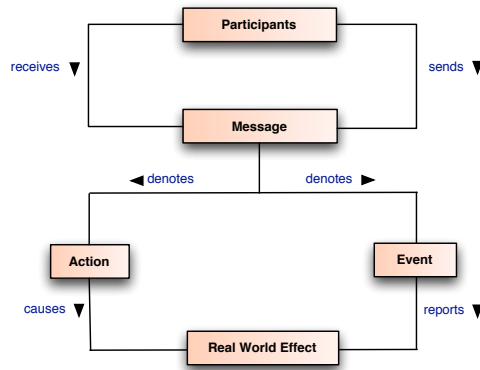 Participants
receives
sends
Message
denotes
denotes
Action
Event
causes
reports
Real World Effect